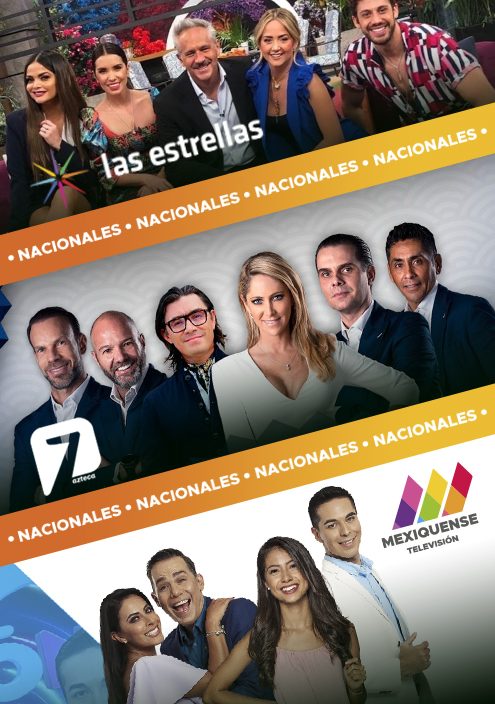 las estrellas
• NACIONALES • NACIONALES • NACIONALES • NACIONALES •
7
azteca
• NACIONALES • NACIONALES • NACIONALES • NACIONALES •
MEXIQUENSE
TELEVISIÓN
Ó